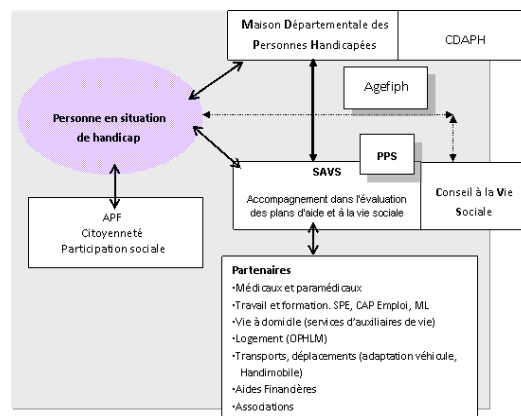 Maison Départementale des
Personnes Handicapées
CDAPH
Agefiph
Personne en situation
de handicap
PPS
SAVS
Accompagnement dans l'évaluation
des plans d'aide et à la vie sociale
Conseil à la Vie
Sociale
APF
Citoyenneté
Participation sociale
Partenaires
•Médicaux et paramédicaux
•Travail et formation. SPE, CAP Emploi, ML
•Vie à domicile (services d'auxiliaires de vie)
•Logement (OPHLM)
•Transports, déplacements (adaptation véhicule,
Handimobile)
•Aides Financières
•Associations